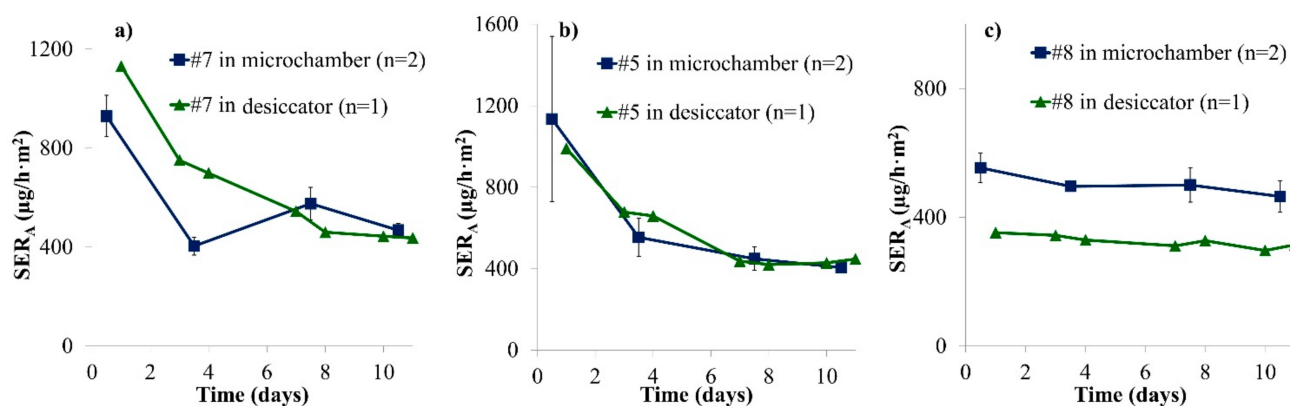 a)
#7 in microchamber (n=2)
#7 in desiccator (n=1)
1200
800
400
0
SER_A (µg/h·m²)
0 2 4 6 8 10
Time (days)
b)
#5 in microchamber (n=2)
#5 in desiccator (n=1)
1600
1200
800
400
0
SER_A (µg/h·m²)
0 2 4 6 8 10
Time (days)
c)
#8 in microchamber (n=2)
#8 in desiccator (n=1)
800
400
0
SER_A (µg/h·m²)
0 2 4 6 8 10
Time (days)